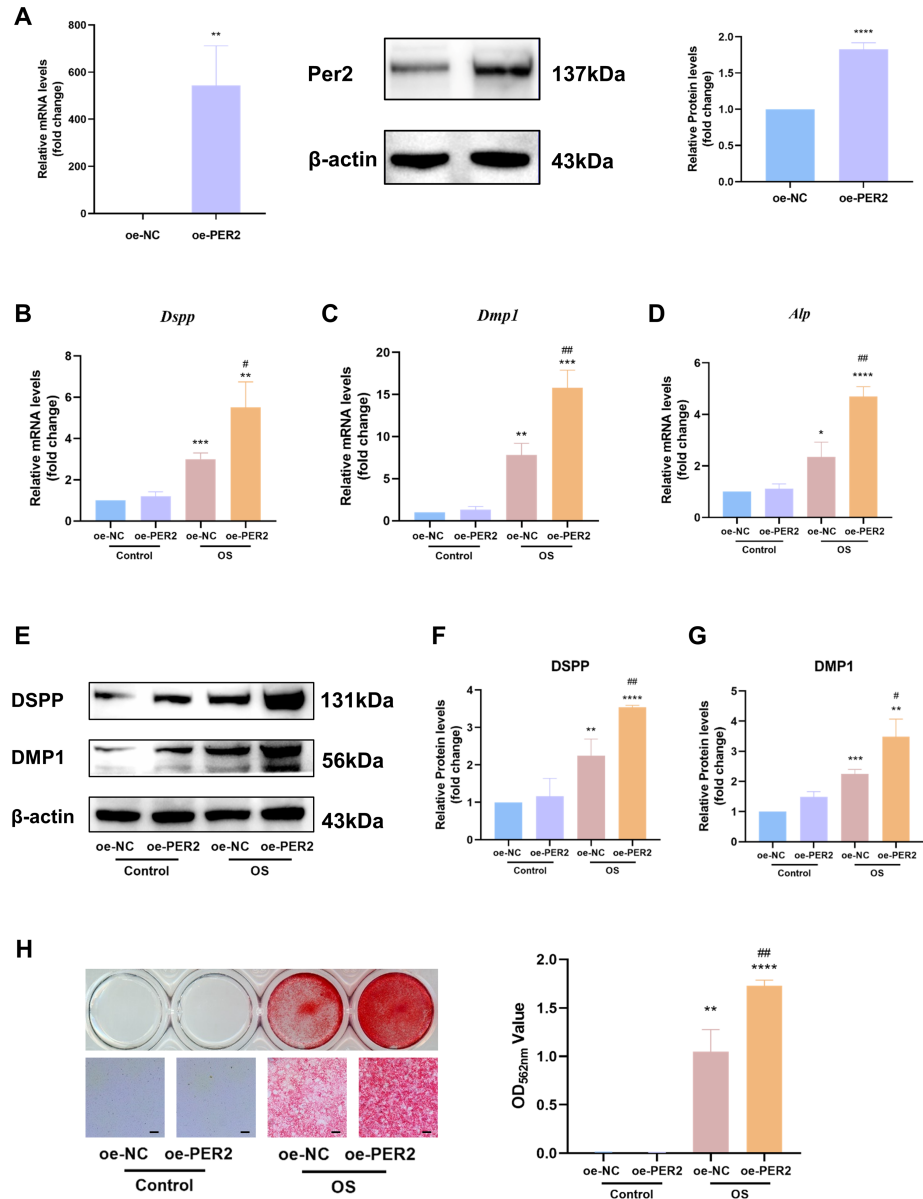 A
Relative mRNA levels
(fold change)
800
600
400
200
0
**
oe-NC oe-PER2
Per2 137kDa
β-actin 43kDa
Relative Protein levels
(fold change)
2.0
1.5
1.0
0.5
0.0
****
oe-NC oe-PER2
B
Dspp
Relative mRNA levels
(fold change)
8
6
4
2
0
***
#
**
oe-NC oe-PER2 oe-NC oe-PER2
Control OS
C
Dmp1
Relative mRNA levels
(fold change)
20
15
10
5
0
**
##
***
oe-NC oe-PER2 oe-NC oe-PER2
Control OS
D
Alp
Relative mRNA levels
(fold change)
6
4
2
0
*
##
****
oe-NC oe-PER2 oe-NC oe-PER2
Control OS
E
DSPP 131kDa
DMP1 56kDa
β-actin 43kDa
oe-NC oe-PER2 oe-NC oe-PER2
Control OS
F
DSPP
Relative Protein levels
(fold change)
4
3
2
1
0
**
##
****
oe-NC oe-PER2 oe-NC oe-PER2
Control OS
G
DMP1
Relative Protein levels
(fold change)
5
4
3
2
1
0
***
#
**
oe-NC oe-PER2 oe-NC oe-PER2
Control OS
H
oe-NC oe-PER2 oe-NC oe-PER2
Control OS
OD562nm Value
2.0
1.5
1.0
0.5
0.0
**
##
****
oe-NC oe-PER2 oe-NC oe-PER2
Control OS